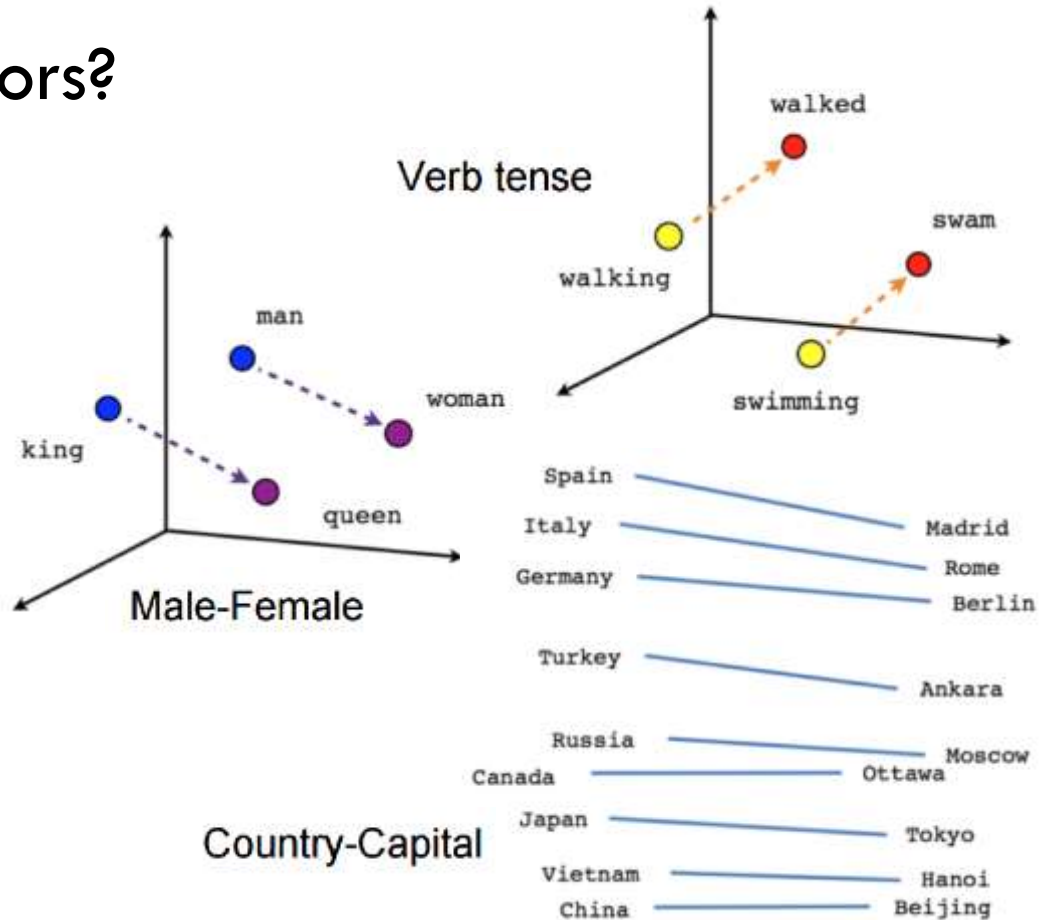 ors?
Verb tense
walked
walking
swam
swimming
man
woman
king
queen
Male-Female
Spain Madrid
Italy Rome
Germany Berlin
Turkey Ankara
Russia Moscow
Canada Ottawa
Japan Tokyo
Vietnam Hanoi
China Beijing
Country-Capital